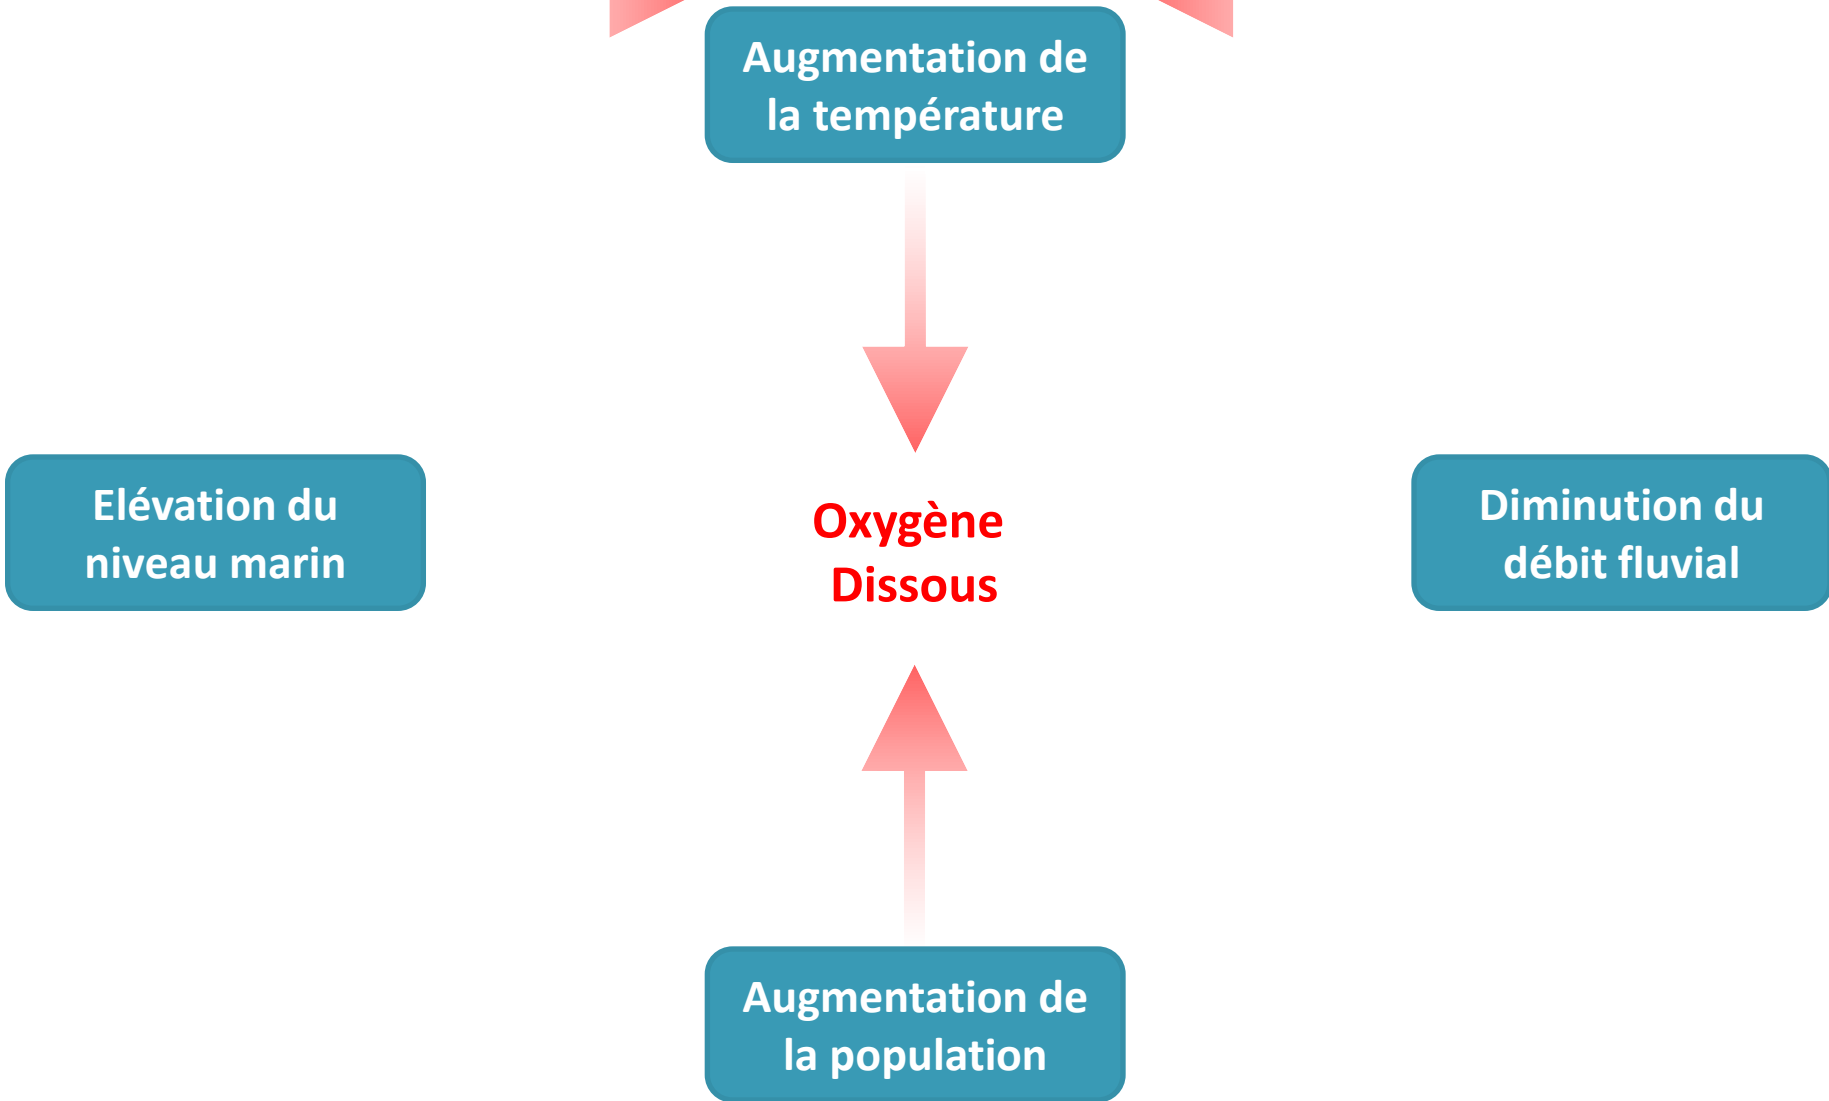 Augmentation de
la température
Elévation du
niveau marin
Oxygène
Dissous
Diminution du
débit fluvial
Augmentation de
la population